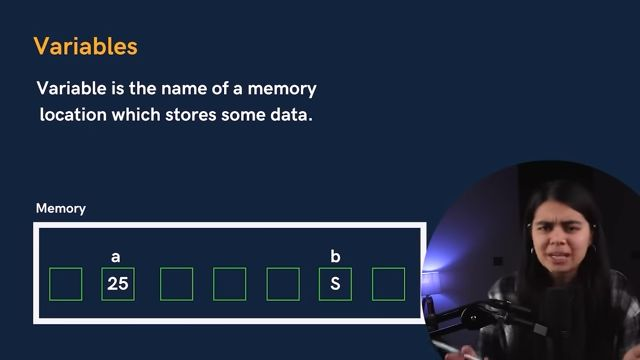 Variables
Variable is the name of a memory
location which stores some data.
Memory
a b
25 S